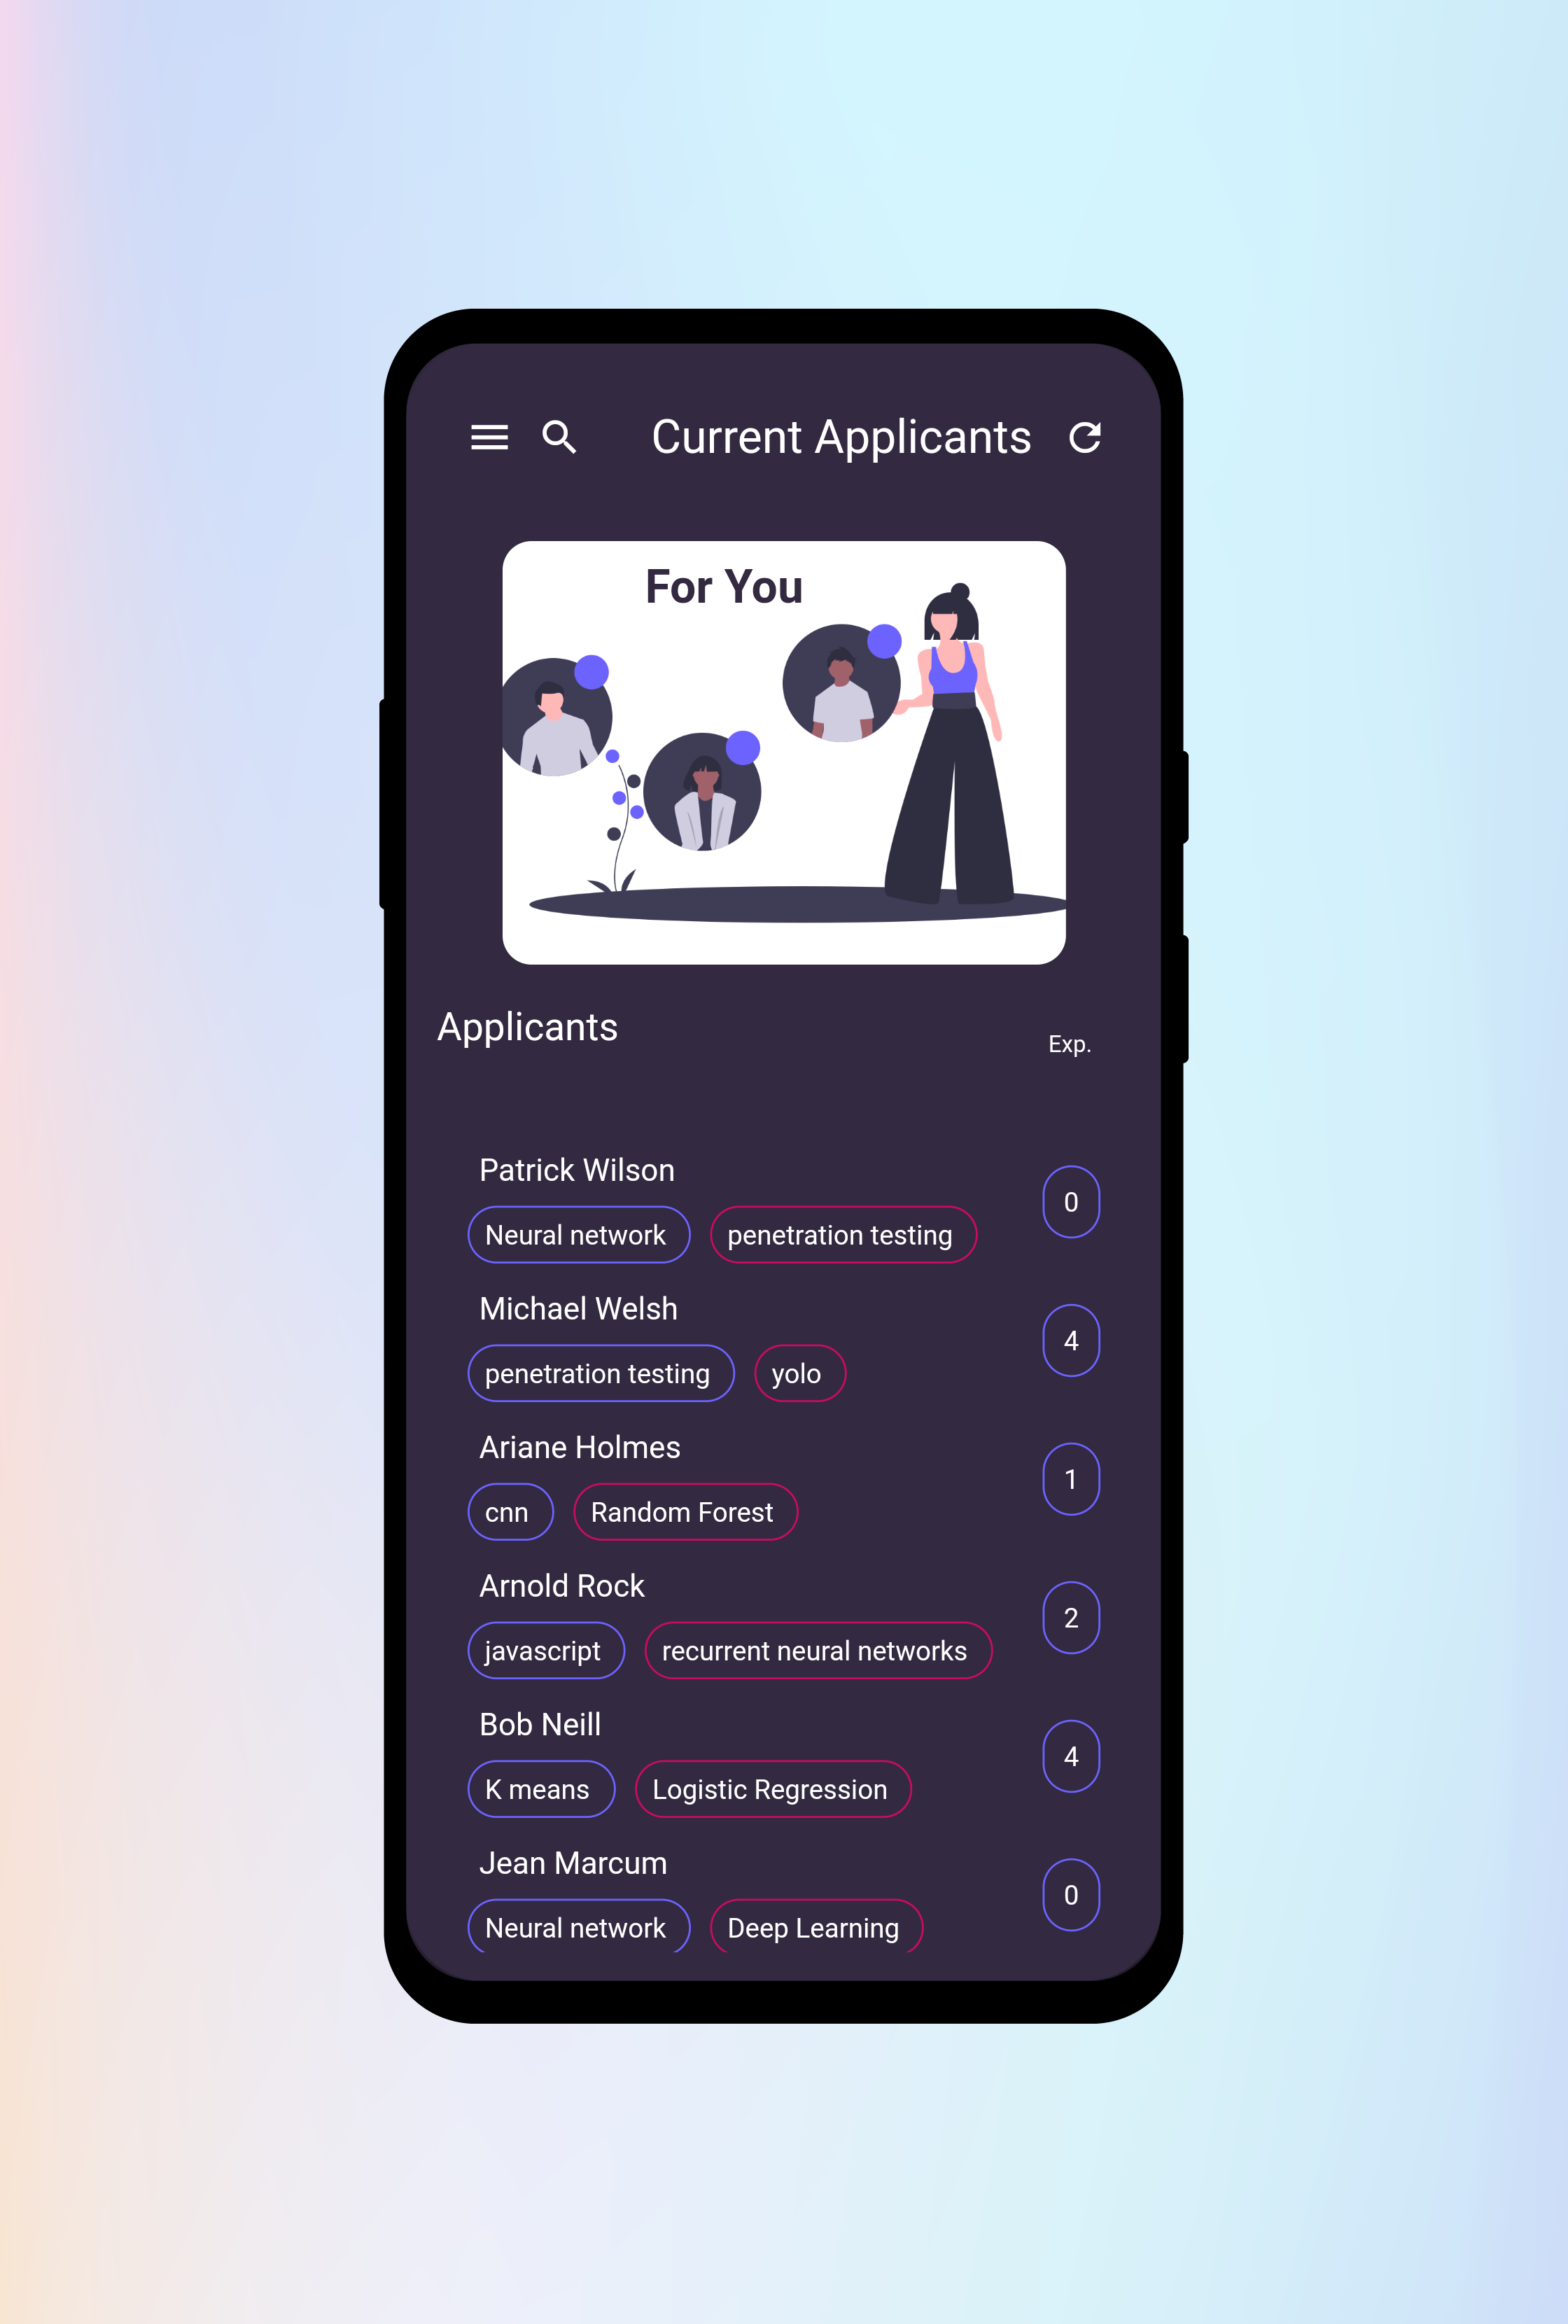 Current Applicants
For You
Applicants
Exp.
Patrick Wilson
0
Neural network penetration testing
Michael Welsh
4
penetration testing yolo
Ariane Holmes
1
cnn Random Forest
Arnold Rock
2
javascript recurrent neural networks
Bob Neill
4
K means Logistic Regression
Jean Marcum
0
Neural network Deep Learning